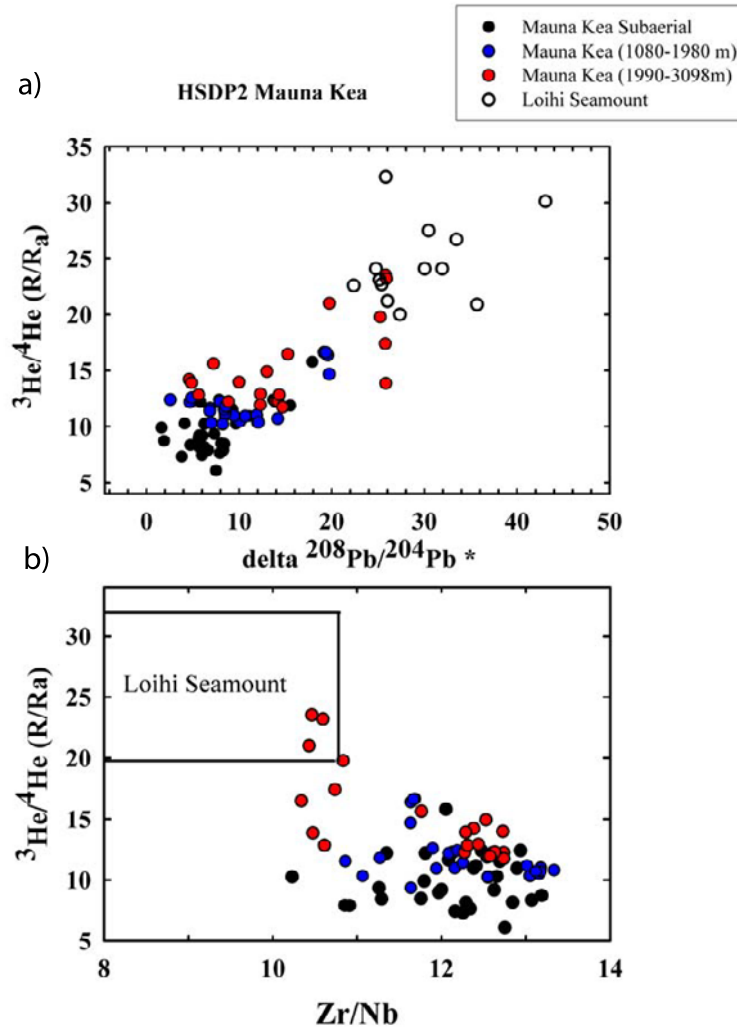 Mauna Kea Subaerial
Mauna Kea (1080-1980 m)
Mauna Kea (1990-3098m)
Loihi Seamount
a)
HSDP2 Mauna Kea
35
30
25
20
15
10
5
³He/⁴He (R/Rₐ)
0 10 20 30 40 50
delta ²⁰⁸Pb/²⁰⁴Pb *
b)
30
25
20
15
10
5
³He/⁴He (R/Ra)
Loihi Seamount
8 10 12 14
Zr/Nb